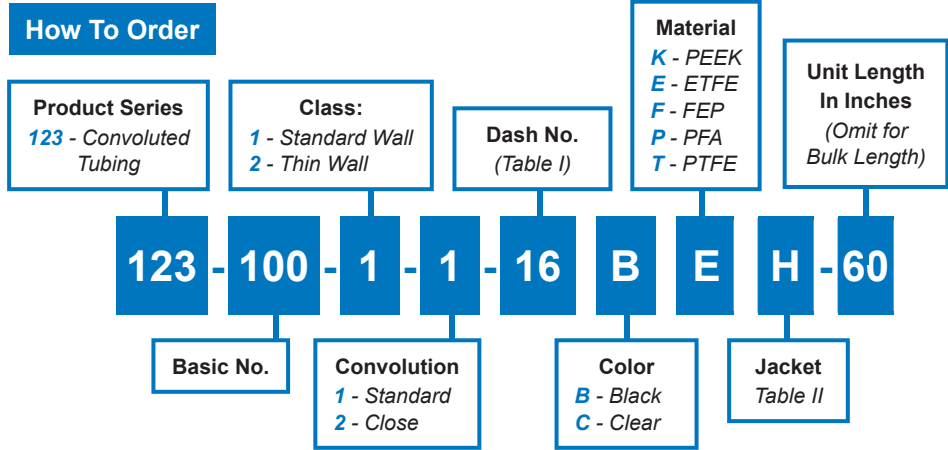 How To Order
Product Series
123 - Convoluted
Tubing
Class:
1 - Standard Wall
2 - Thin Wall
Dash No.
(Table I)
Material
K - PEEK
E - ETFE
F - FEP
P - PFA
T - PTFE
Unit Length
In Inches
(Omit for
Bulk Length)
123 - 100 - 1 - 1 - 16 B E H - 60
Basic No.
Convolution
1 - Standard
2 - Close
Color
B - Black
C - Clear
Jacket
Table II